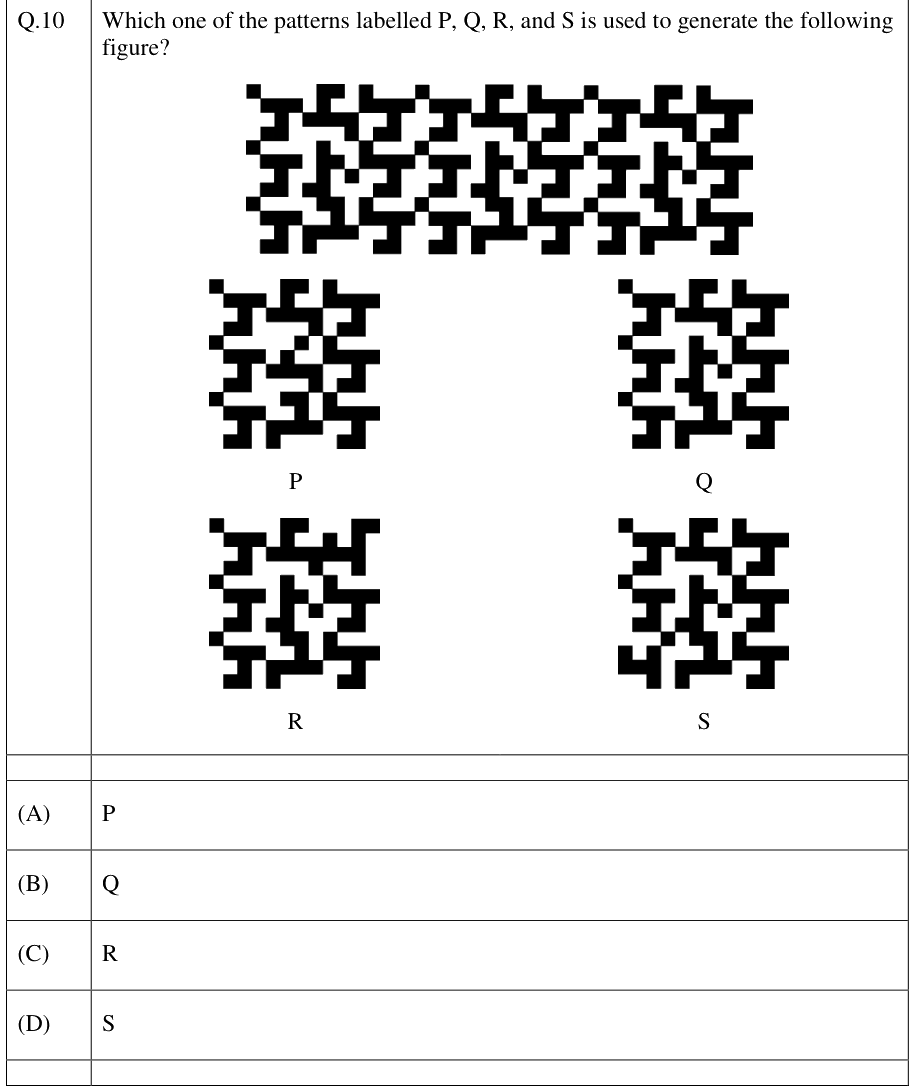 Q.10 Which one of the patterns labelled P, Q, R, and S is used to generate the following
figure?
P Q
R S
(A) P
(B) Q
(C) R
(D) S